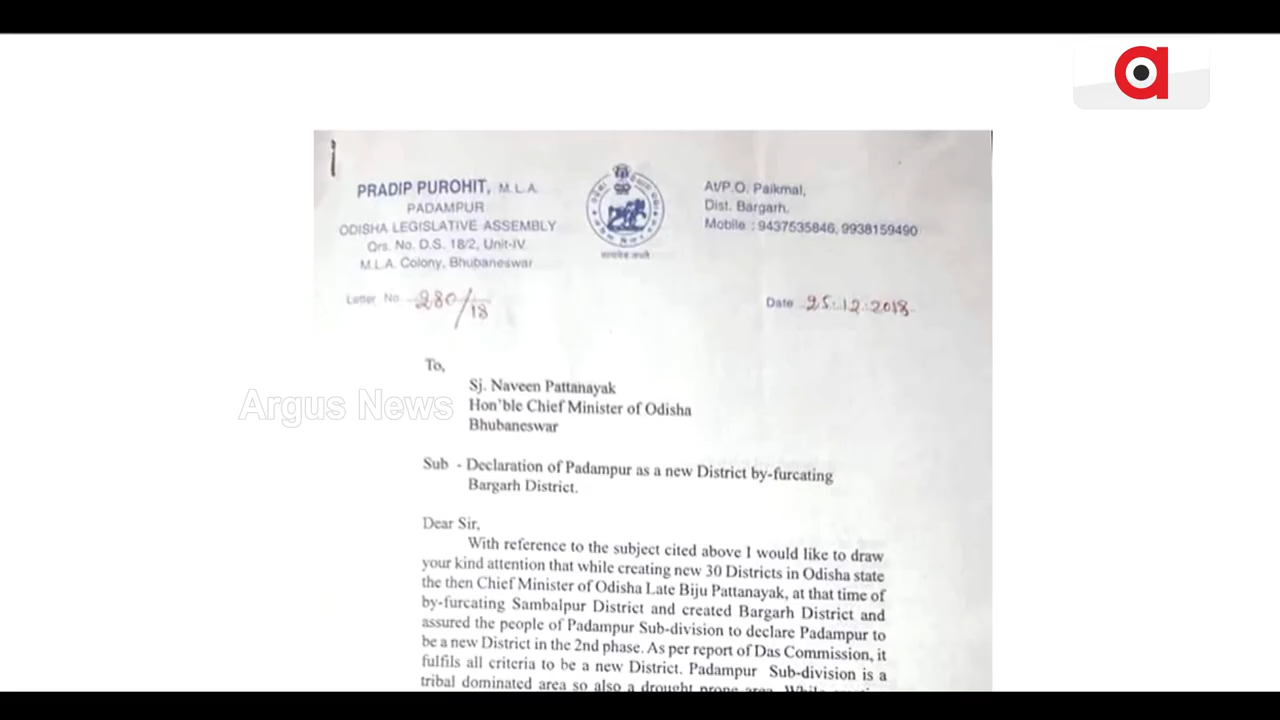 a
PRADIP PUROHIT, M.L.A.
PADAMPUR
ODISHA LEGISLATIVE ASSEMBLY
Qrs. No. D.S. 18/2, Unit-IV
M.L.A. Colony, Bhubaneswar
At/P.O. Paikmal,
Dist. Bargarh.
Mobile : 9437535846, 9938159490
Letter No 280/18
Date 25.12.2018
To,
Sj. Naveen Pattanayak
Hon'ble Chief Minister of Odisha
Bhubaneswar
Argus News
Sub - Declaration of Padampur as a new District by-furcating
Bargarh District.
Dear Sir,
With reference to the subject cited above I would like to draw
your kind attention that while creating new 30 Districts in Odisha state
the then Chief Minister of Odisha Late Biju Pattanayak, at that time of
by-furcating Sambalpur District and created Bargarh District and
assured the people of Padampur Sub-division to declare Padampur to
be a new District in the 2nd phase. As per report of Das Commission, it
fulfils all criteria to be a new District. Padampur Sub-division is a
tribal dominated area so also a drought prone area. While